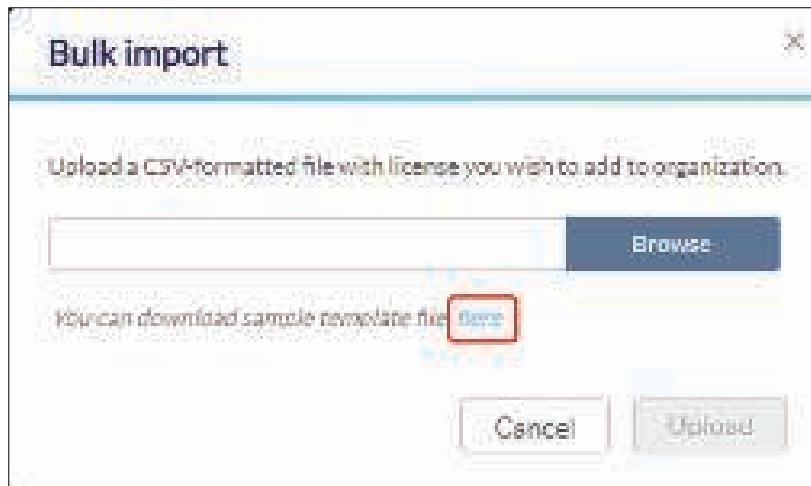 Bulk import
Upload a CSV-formatted file with license you wish to add to organization.
Browse
You can download sample template file here
Cancel
Upload